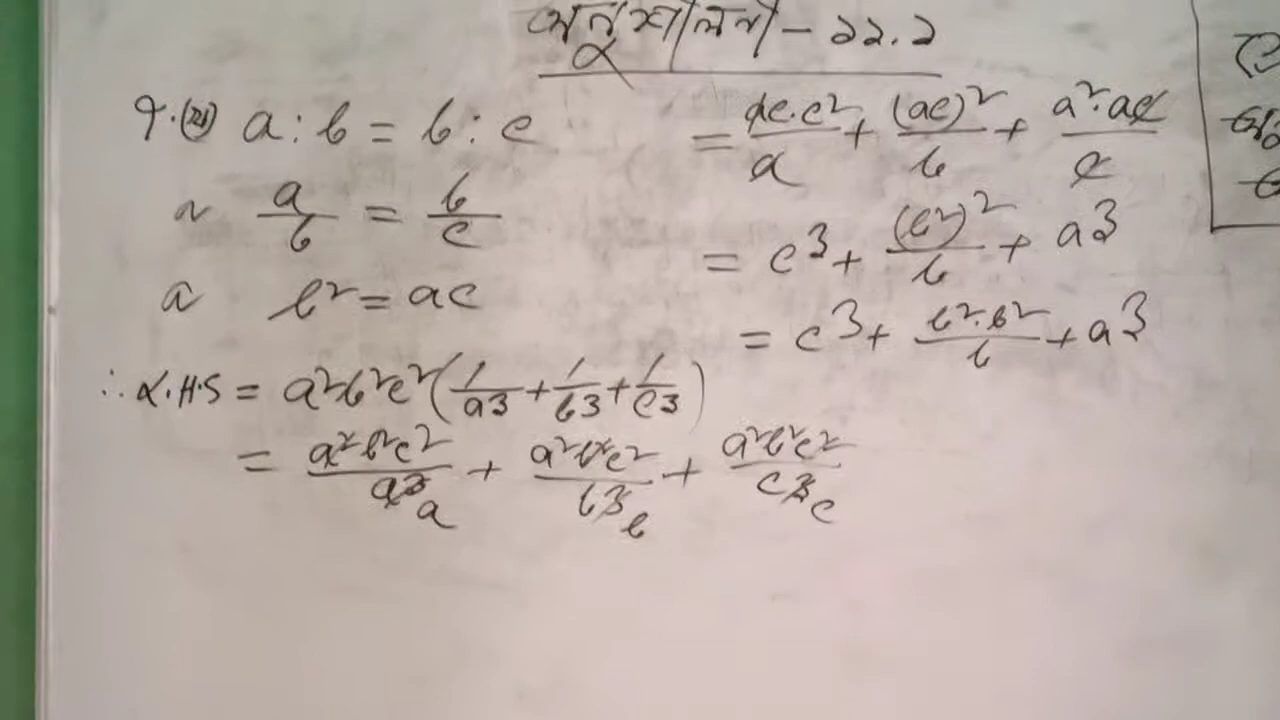 অনুশীলনী - ১১.১
৭.(খ) a : b = b : c
a/b = b/c
b² = ac
∴ L.H.S = a²b²c²(1/a3 + 1/b3 + 1/c3)
= a²b²c²/a3 a + a²b²c²/b3 b + a²b²c²/c3 c
= ac.c²/a + (ac)²/b + a².ac/c
= c3 + (b²)²/b + a3
= c3 + b².b²/b + a3